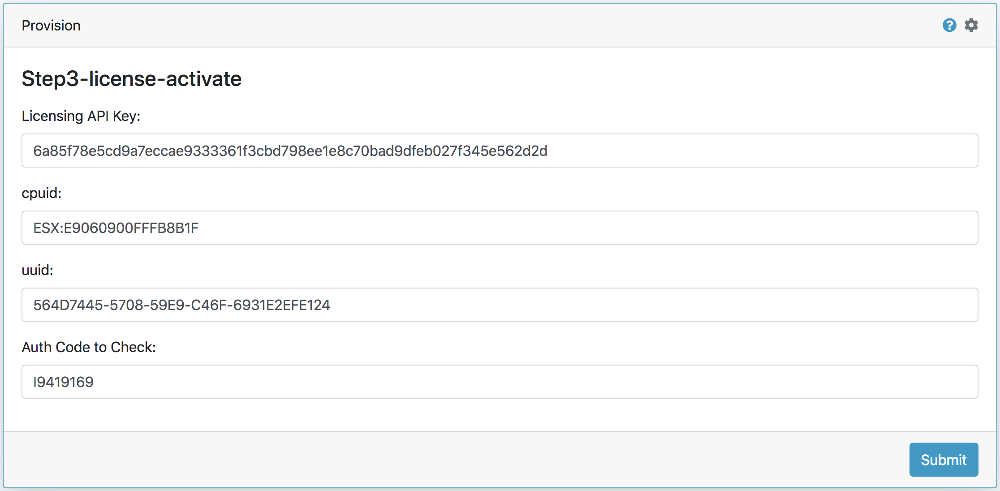 Provision
Step3-license-activate
Licensing API Key:
6a85f78e5cd9a7eccae9333361f3cbd798ee1e8c70bad9dfeb027f345e562d2d
cpuid:
ESX:E9060900FFFB8B1F
uuid:
564D7445-5708-59E9-C46F-6931E2EFE124
Auth Code to Check:
I9419169
Submit